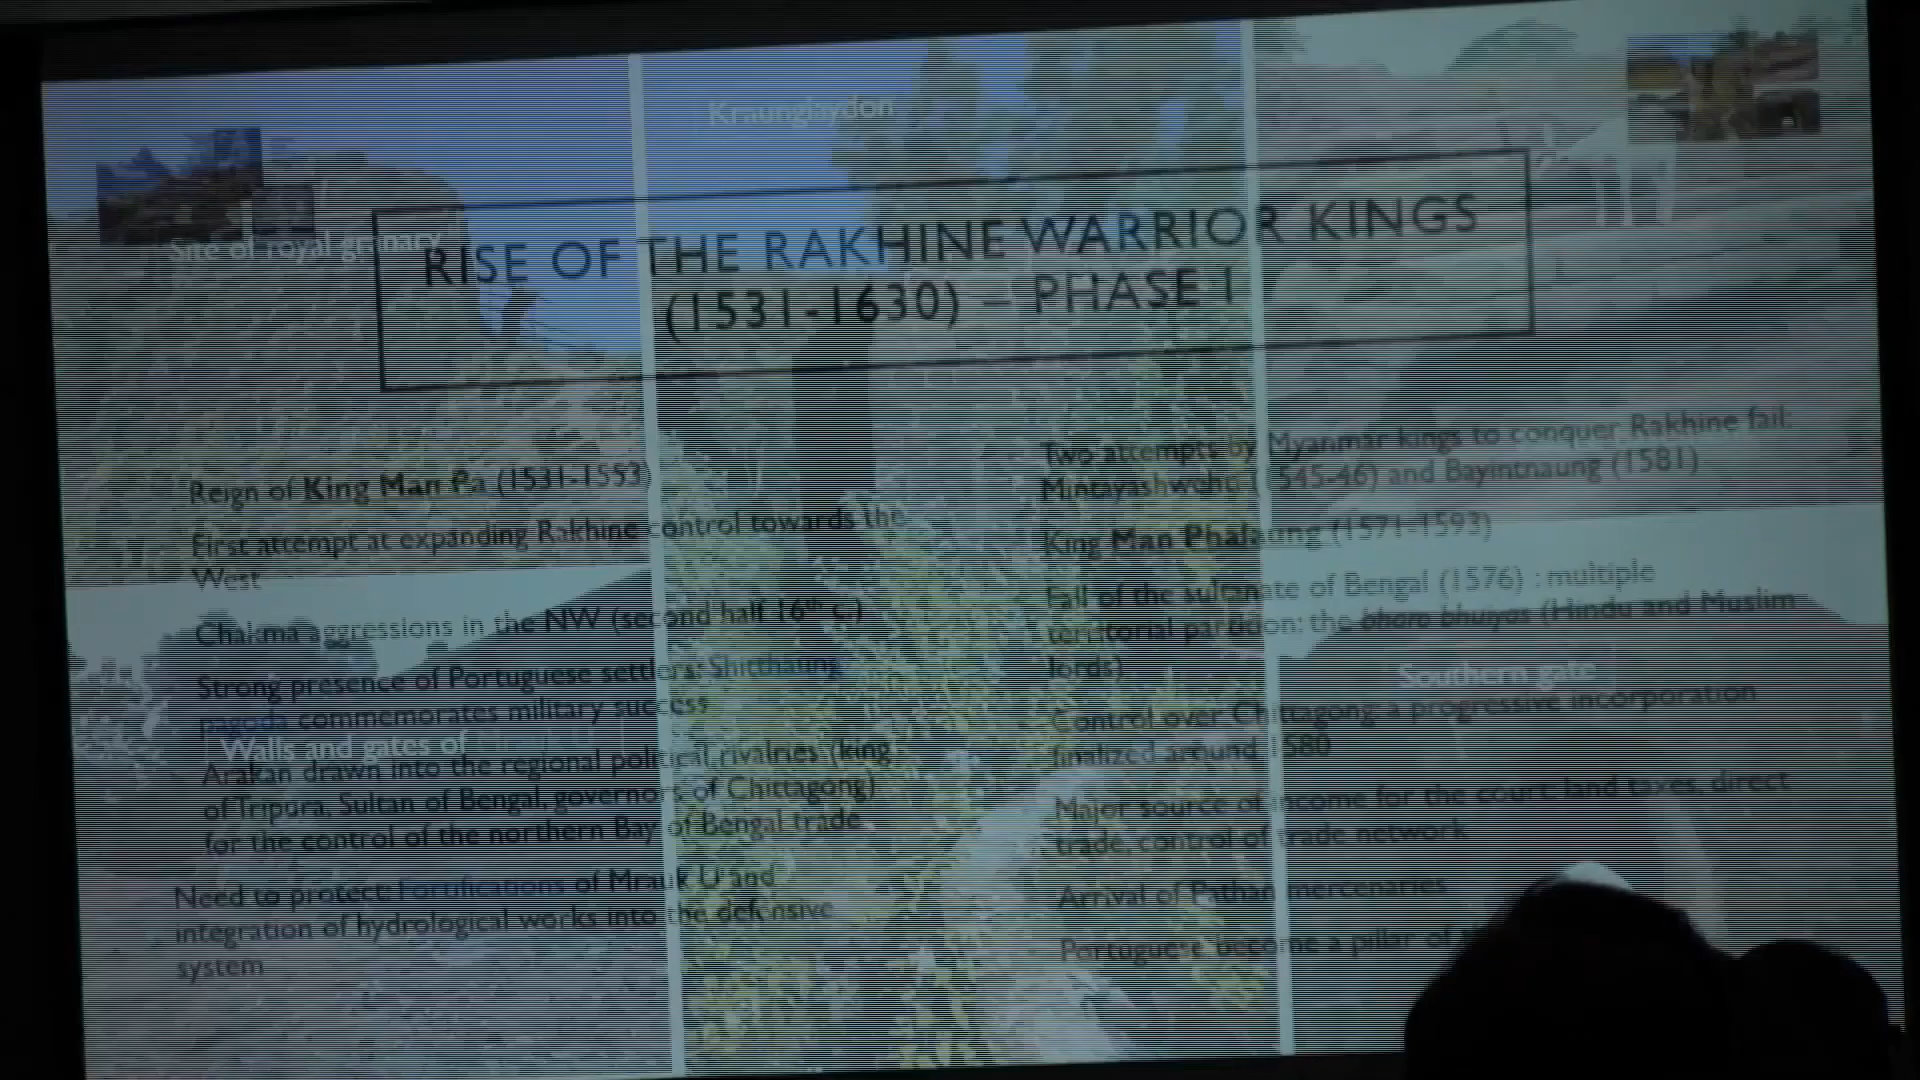 Kraunglaydon
Site of royal granary
RISE OF THE RAKHINE WARRIOR KINGS
(1531-1630) – PHASE I
Reign of King Man Pa (1531-1553)
First attempt at expanding Rakhine control towards the
West
Chakma aggressions in the NW (second half 16th c.)
Strong presence of Portuguese settlers: Shitthaung
pagoda commemorates military success
Walls and gates of
Arakan drawn into the regional political rivalries (king
of Tripura, Sultan of Bengal, governors of Chittagong)
for the control of the northern Bay of Bengal trade
Need to protect: Fortifications of Mrauk U and
integration of hydrological works into the defensive
system
Two attempts by Myanmar kings to conquer Rakhine fail:
(1545-46) and Bayintnaung (1581)
King Man Phalaung (1571-1593)
Fall of the sultanate of Bengal (1576) : multiple
territorial partition: the bharo bhuiyas (Hindu and Muslim
lords)
Southern gate
Control over Chittagong: a progressive incorporation
finalized around 1580
Major source of income for the court: land taxes, direct
trade, control of trade network
Arrival of Pathan mercenaries
Portuguese become a pillar of